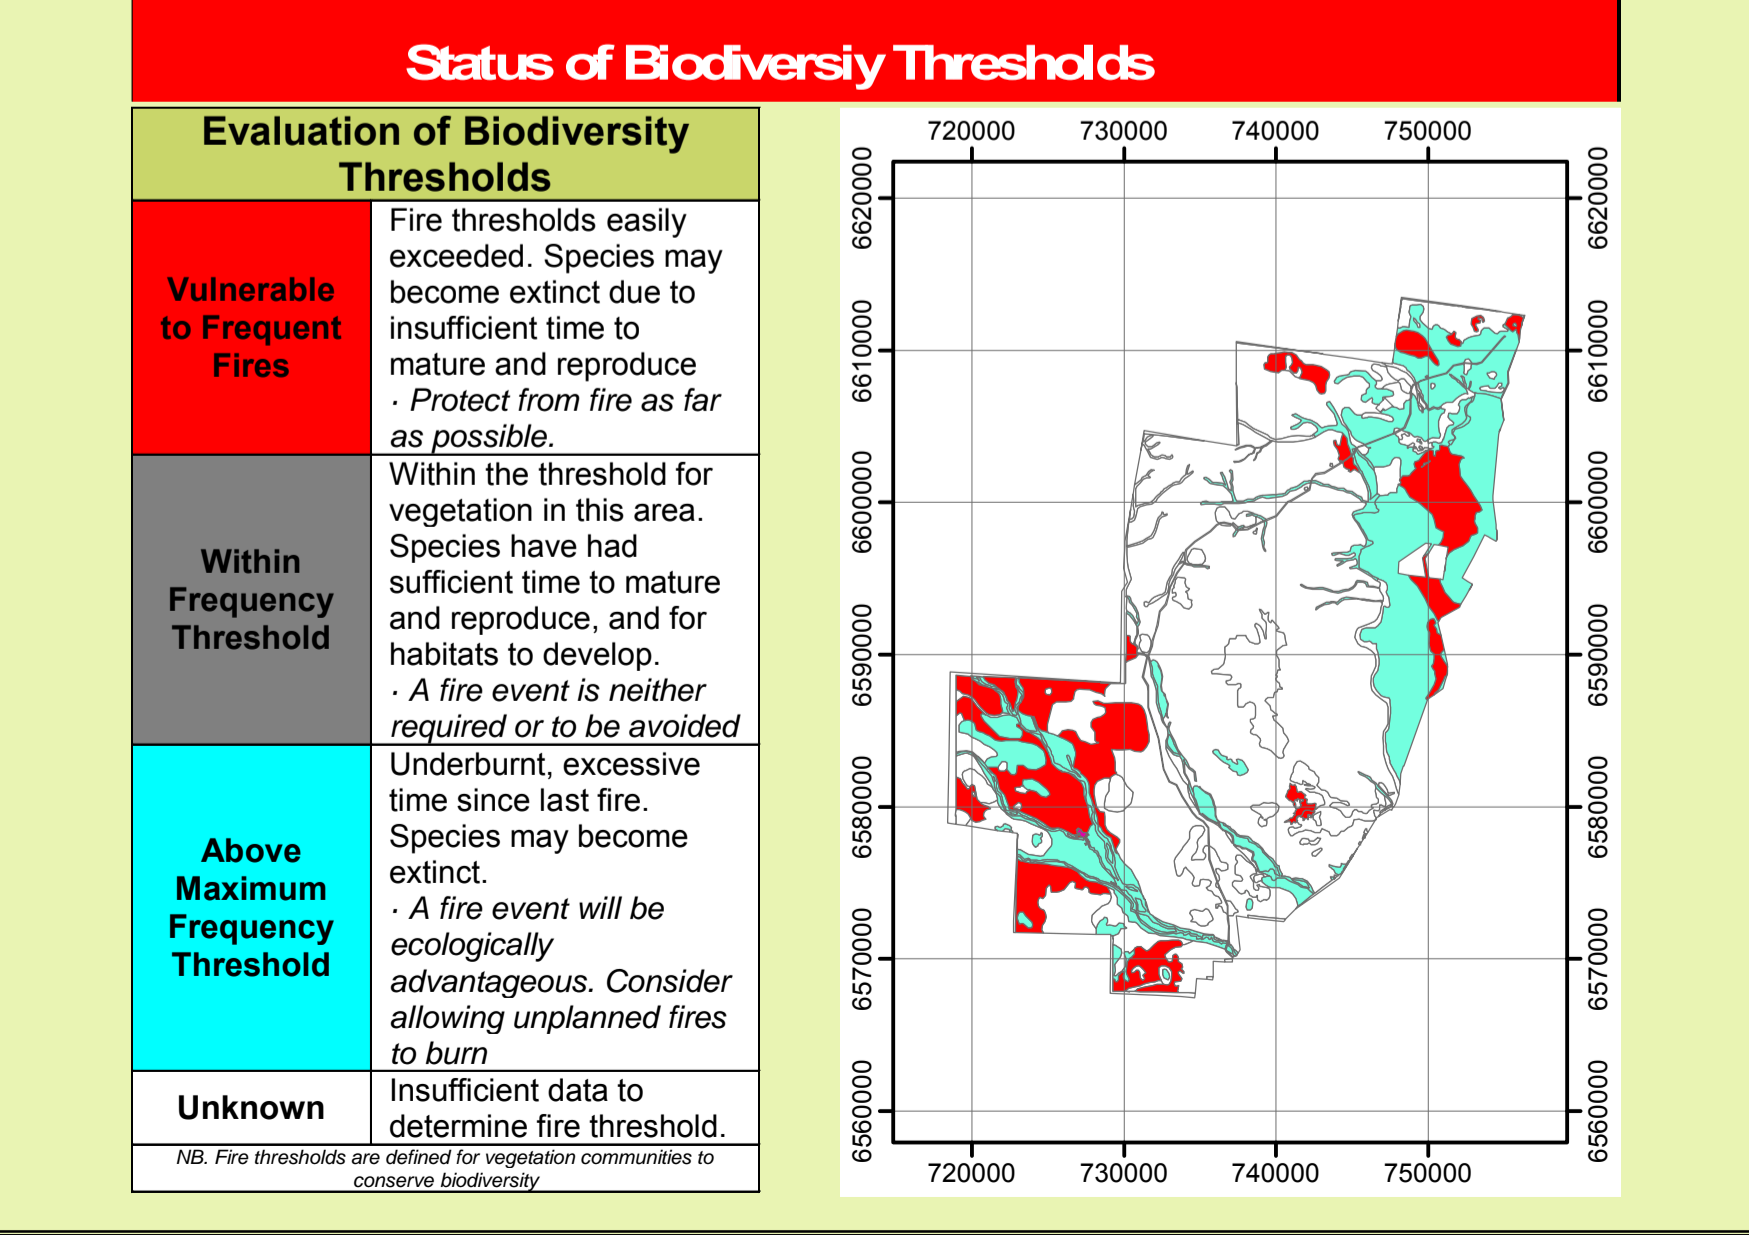 Status of Biodiversiy Thresholds
Evaluation of Biodiversity
Thresholds
Vulnerable
to Frequent
Fires
Fire thresholds easily
exceeded. Species may
become extinct due to
insufficient time to
mature and reproduce
· Protect from fire as far
as possible.
Within
Frequency
Threshold
Within the threshold for
vegetation in this area.
Species have had
sufficient time to mature
and reproduce, and for
habitats to develop.
· A fire event is neither
required or to be avoided
Above
Maximum
Frequency
Threshold
Underburnt, excessive
time since last fire.
Species may become
extinct.
· A fire event will be
ecologically
advantageous. Consider
allowing unplanned fires
to burn
Unknown
Insufficient data to
determine fire threshold.
NB. Fire thresholds are defined for vegetation communities to
conserve biodiversity
720000 730000 740000 750000
6620000 6620000
6610000 6610000
6600000 6600000
6590000 6590000
6580000 6580000
6570000 6570000
6560000 6560000
720000 730000 740000 750000